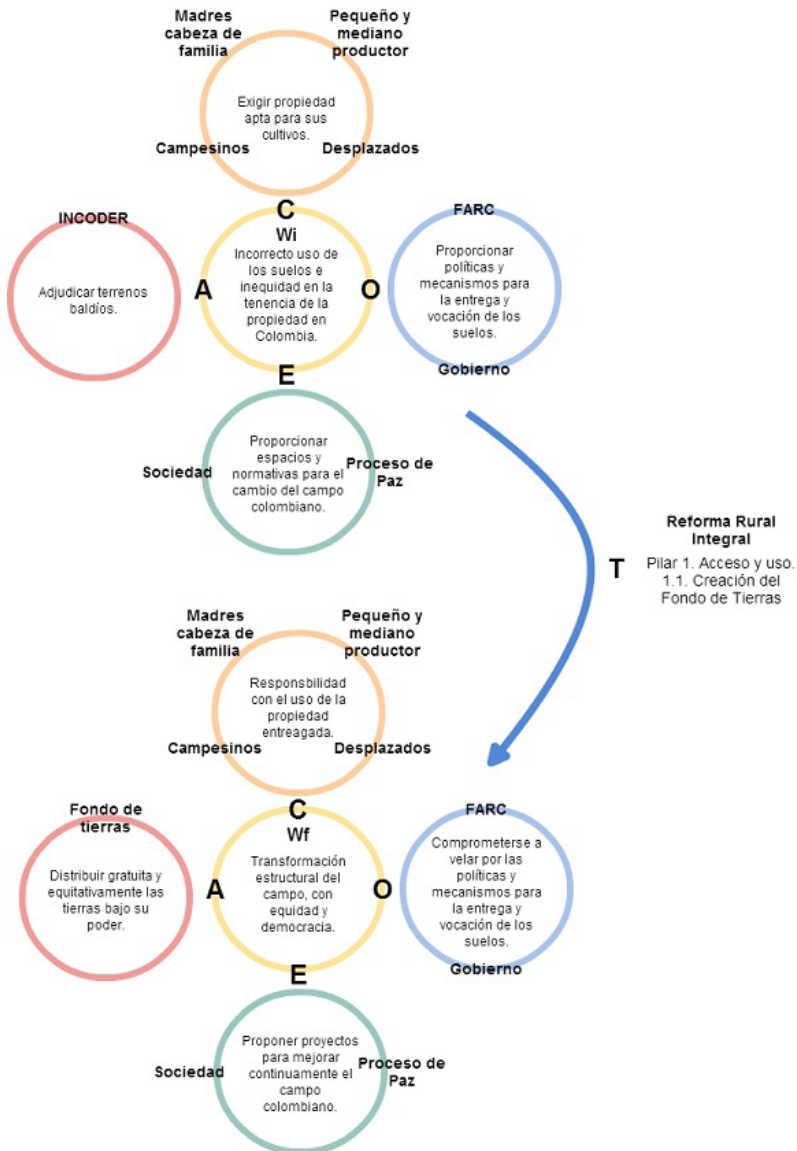 Madres
cabeza de
familia
Pequeño y
mediano
productor
Exigir propiedad
apta para sus
cultivos.
Campesinos
Desplazados
INCODER
Adjudicar terrenos
baldíos.
C
Wi
Incorrecto uso de
los suelos e
inequidad en la
tenencia de la
propiedad en
Colombia.
A
O
E
FARC
Proporcionar
políticas y
mecanismos para
la entrega y
vocación de los
suelos.
Gobierno
Sociedad
Proporcionar
espacios y
normativas para el
cambio del campo
colombiano.
Proceso de
Paz
T
Reforma Rural
Integral
Pilar 1. Acceso y uso.
1.1. Creación del
Fondo de Tierras
Madres
cabeza de
familia
Pequeño y
mediano
productor
Responsbilidad
con el uso de la
propiedad
entreagada.
Campesinos
Desplazados
Fondo de
tierras
Distribuir gratuita y
equitativamente las
tierras bajo su
poder.
C
Wf
Transformación
estructural del
campo, con
equidad y
democracia.
A
O
E
FARC
Comprometerse a
velar por las
políticas y
mecanismos para
la entrega y
vocación de los
suelos.
Gobierno
Sociedad
Proponer proyectos
para mejorar
continuamente el
campo
colombiano.
Proceso de
Paz